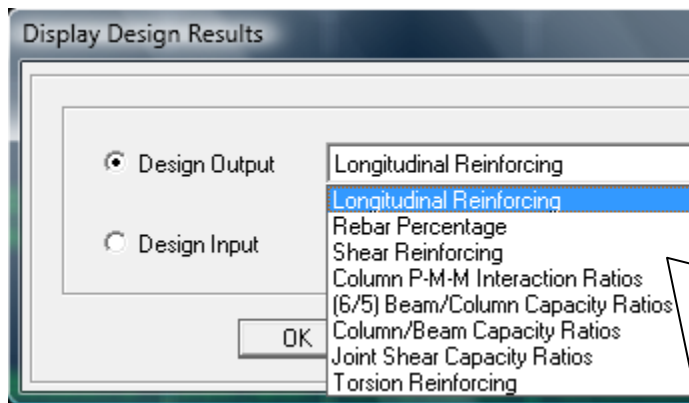 Display Design Results
Design Output
Longitudinal Reinforcing
Longitudinal Reinforcing
Rebar Percentage
Design Input
Shear Reinforcing
Column P-M-M Interaction Ratios
(6/5) Beam/Column Capacity Ratios
OK
Column/Beam Capacity Ratios
Joint Shear Capacity Ratios
Torsion Reinforcing